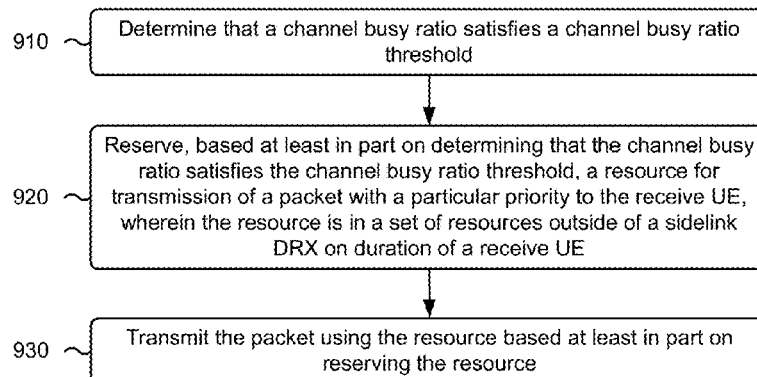 910
Determine that a channel busy ratio satisfies a channel busy ratio
threshold
920
Reserve, based at least in part on determining that the channel busy
ratio satisfies the channel busy ratio threshold, a resource for
transmission of a packet with a particular priority to the receive UE,
wherein the resource is in a set of resources outside of a sidelink
DRX on duration of a receive UE
930
Transmit the packet using the resource based at least in part on
reserving the resource